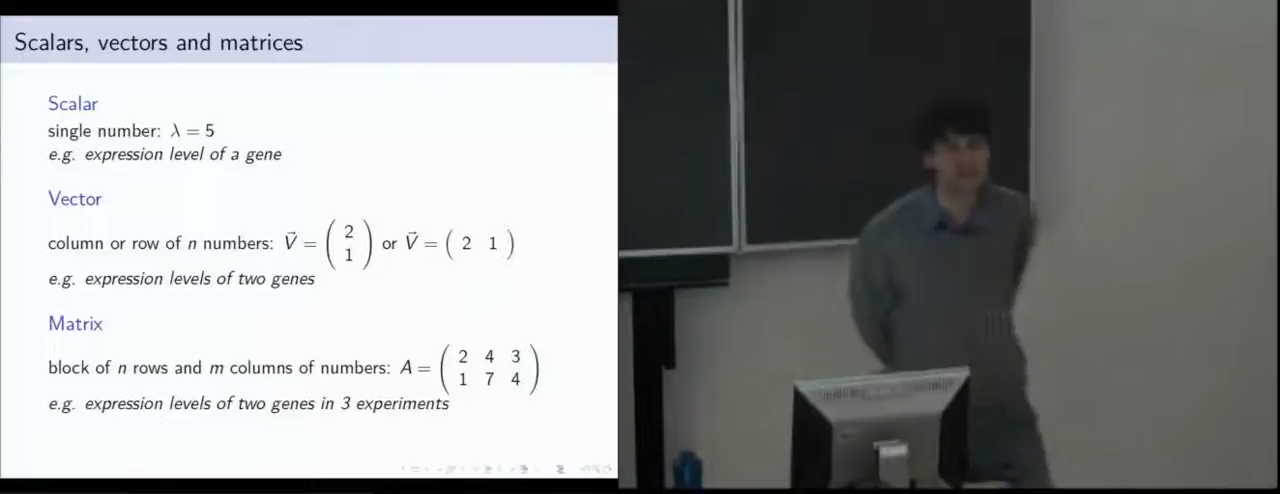 Scalars, vectors and matrices
Scalar
single number: λ = 5
e.g. expression level of a gene
Vector
column or row of n numbers: V⃗ = ( 2 1 ) or V⃗ = ( 2 1 )
e.g. expression levels of two genes
Matrix
block of n rows and m columns of numbers: A = ( 2 4 3
1 7 4 )
e.g. expression levels of two genes in 3 experiments